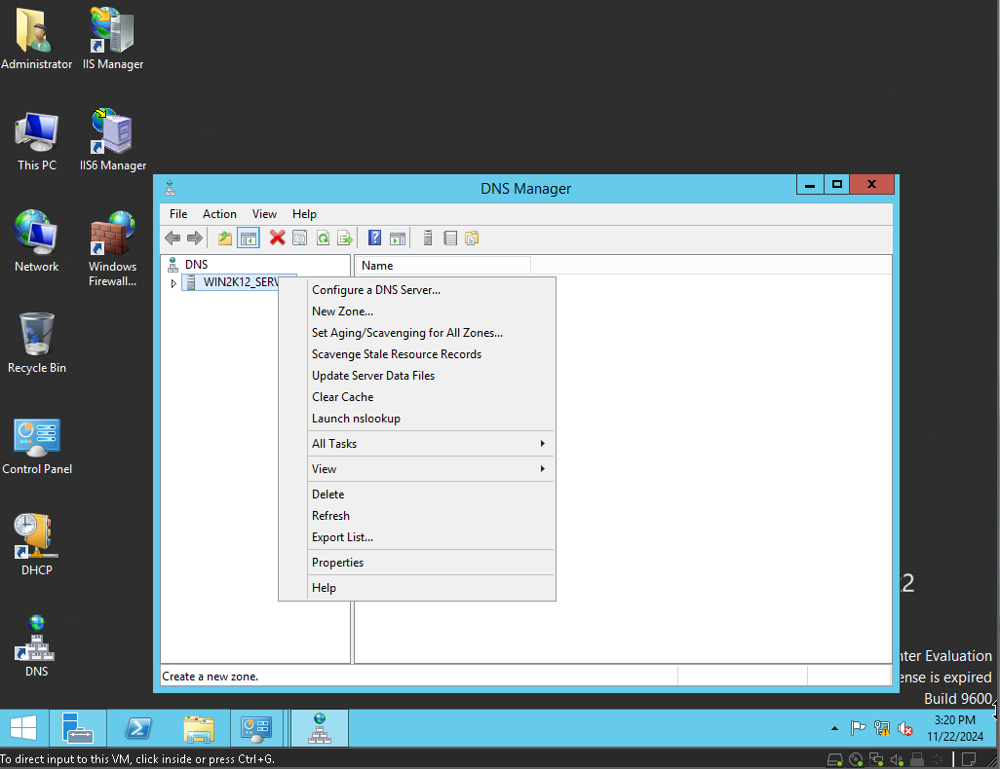 Administrator
IIS Manager
This PC
IIS6 Manager
Network
Windows
Firewall...
Recycle Bin
Control Panel
DHCP
DNS
DNS Manager
File Action View Help
DNS
WIN2K12_SERV
Name
Configure a DNS Server...
New Zone...
Set Aging/Scavenging for All Zones...
Scavenge Stale Resource Records
Update Server Data Files
Clear Cache
Launch nslookup
All Tasks
View
Delete
Refresh
Export List...
Properties
Help
Create a new zone.
nter Evaluation
ense is expired
Build 9600
3:20 PM
11/22/2024
To direct input to this VM, click inside or press Ctrl+G.